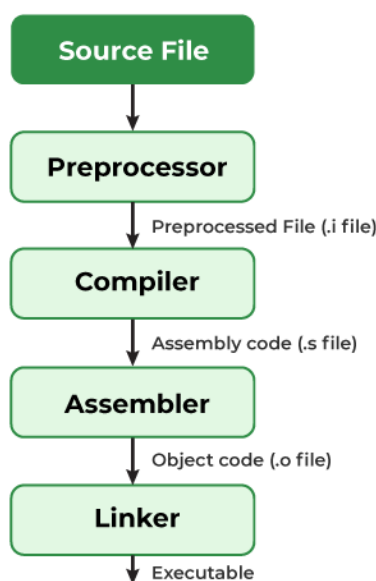 Source File
Preprocessor
Preprocessed File (.i file)
Compiler
Assembly code (.s file)
Assembler
Object code (.o file)
Linker
Executable